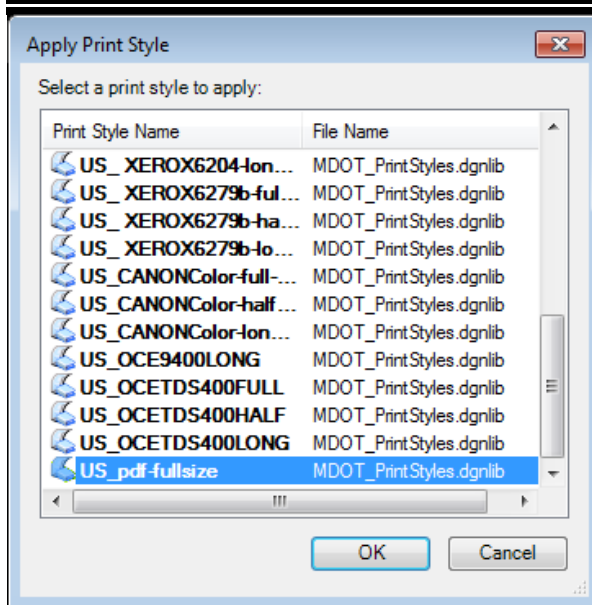 Apply Print Style
Select a print style to apply:
Print Style Name File Name
US_ XEROX6204-lon... MDOT_PrintStyles.dgnlib
US_ XEROX6279b-ful... MDOT_PrintStyles.dgnlib
US_ XEROX6279b-ha... MDOT_PrintStyles.dgnlib
US_ XEROX6279b-lo... MDOT_PrintStyles.dgnlib
US_CANONColor-full-... MDOT_PrintStyles.dgnlib
US_CANONColor-half... MDOT_PrintStyles.dgnlib
US_CANONColor-lon... MDOT_PrintStyles.dgnlib
US_OCE9400LONG MDOT_PrintStyles.dgnlib
US_OCETDS400FULL MDOT_PrintStyles.dgnlib
US_OCETDS400HALF MDOT_PrintStyles.dgnlib
US_OCETDS400LONG MDOT_PrintStyles.dgnlib
US_pdf-fullsize MDOT_PrintStyles.dgnlib
OK Cancel